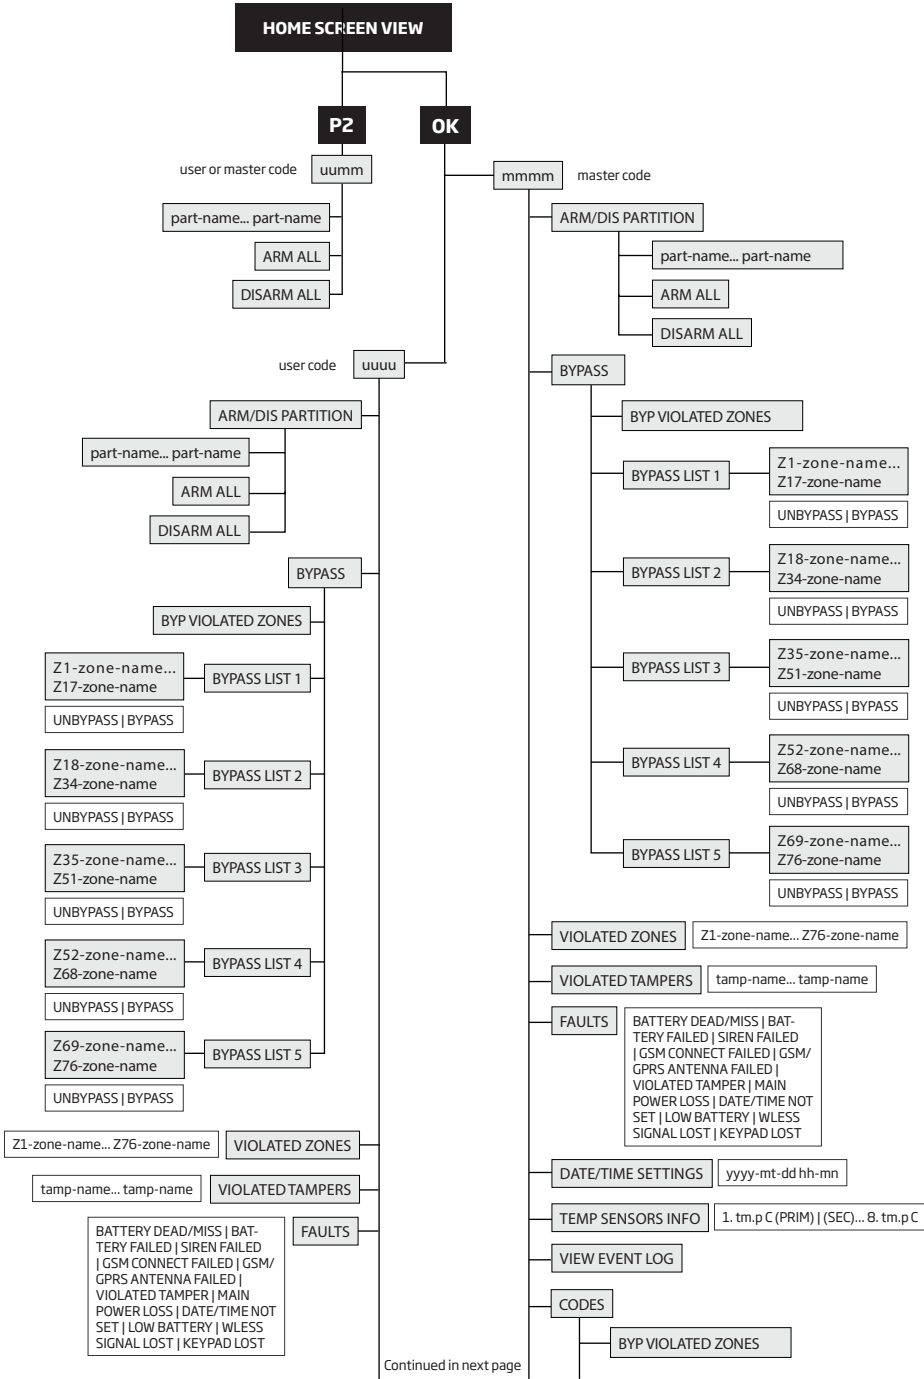 HOME SCREEN VIEW
P2
OK
user or master code
uumm
part-name... part-name
ARM ALL
DISARM ALL
mmmm
master code
ARM/DIS PARTITION
part-name... part-name
ARM ALL
DISARM ALL
BYPASS
BYP VIOLATED ZONES
BYPASS LIST 1
Z1-zone-name...
Z17-zone-name
UNBYPASS | BYPASS
BYPASS LIST 2
Z18-zone-name...
Z34-zone-name
UNBYPASS | BYPASS
BYPASS LIST 3
Z35-zone-name...
Z51-zone-name
UNBYPASS | BYPASS
BYPASS LIST 4
Z52-zone-name...
Z68-zone-name
UNBYPASS | BYPASS
BYPASS LIST 5
Z69-zone-name...
Z76-zone-name
UNBYPASS | BYPASS
VIOLATED ZONES
Z1-zone-name... Z76-zone-name
VIOLATED TAMPERS
tamp-name... tamp-name
FAULTS
BATTERY DEAD/MISS | BAT-
TERY FAILED | SIREN FAILED
| GSM CONNECT FAILED | GSM/
GPRS ANTENNA FAILED |
VIOLATED TAMPER | MAIN
POWER LOSS | DATE/TIME NOT
SET | LOW BATTERY | WLESS
SIGNAL LOST | KEYPAD LOST
DATE/TIME SETTINGS
yyyy-mt-dd hh-mn
TEMP SENSORS INFO
1. tm.p C (PRIM) | (SEC)... 8. tm.p C
VIEW EVENT LOG
CODES
BYP VIOLATED ZONES
user code
uuuu
ARM/DIS PARTITION
part-name... part-name
ARM ALL
DISARM ALL
BYPASS
BYP VIOLATED ZONES
Z1-zone-name...
Z17-zone-name
BYPASS LIST 1
UNBYPASS | BYPASS
Z18-zone-name...
Z34-zone-name
BYPASS LIST 2
UNBYPASS | BYPASS
Z35-zone-name...
Z51-zone-name
BYPASS LIST 3
UNBYPASS | BYPASS
Z52-zone-name...
Z68-zone-name
BYPASS LIST 4
UNBYPASS | BYPASS
Z69-zone-name...
Z76-zone-name
BYPASS LIST 5
UNBYPASS | BYPASS
Z1-zone-name... Z76-zone-name
VIOLATED ZONES
tamp-name... tamp-name
VIOLATED TAMPERS
FAULTS
BATTERY DEAD/MISS | BAT-
TERY FAILED | SIREN FAILED
| GSM CONNECT FAILED | GSM/
GPRS ANTENNA FAILED |
VIOLATED TAMPER | MAIN
POWER LOSS | DATE/TIME NOT
SET | LOW BATTERY | WLESS
SIGNAL LOST | KEYPAD LOST
Continued in next page